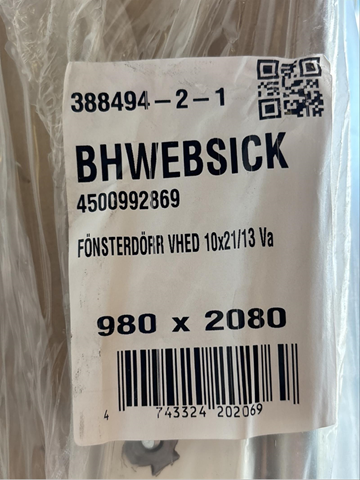 388494-2-1
BHWEBSICK
4500992869
FÖNSTERDÖRR VHED 10x21/13 Va
980 x 2080
4 743324 202069